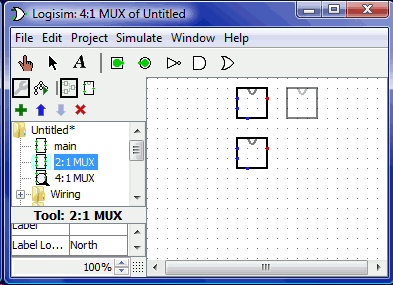 Logisim: 4:1 MUX of Untitled
File Edit Project Simulate Window Help
A
Untitled*
main
2:1 MUX
4:1 MUX
Wiring
Tool: 2:1 MUX
Label
Label Lo... North
100%